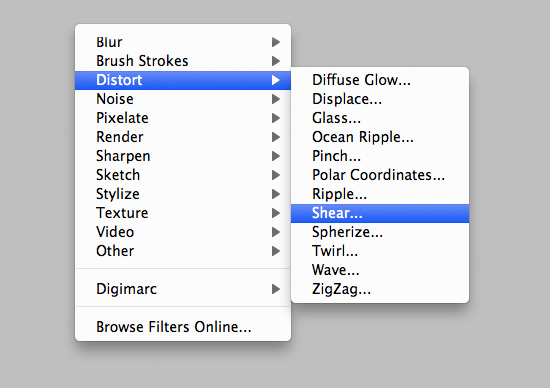 Blur
Brush Strokes
Distort
Noise
Pixelate
Render
Sharpen
Sketch
Stylize
Texture
Video
Other
Digimarc
Browse Filters Online...
Diffuse Glow...
Displace...
Glass...
Ocean Ripple...
Pinch...
Polar Coordinates...
Ripple...
Shear...
Spherize...
Twirl...
Wave...
ZigZag...